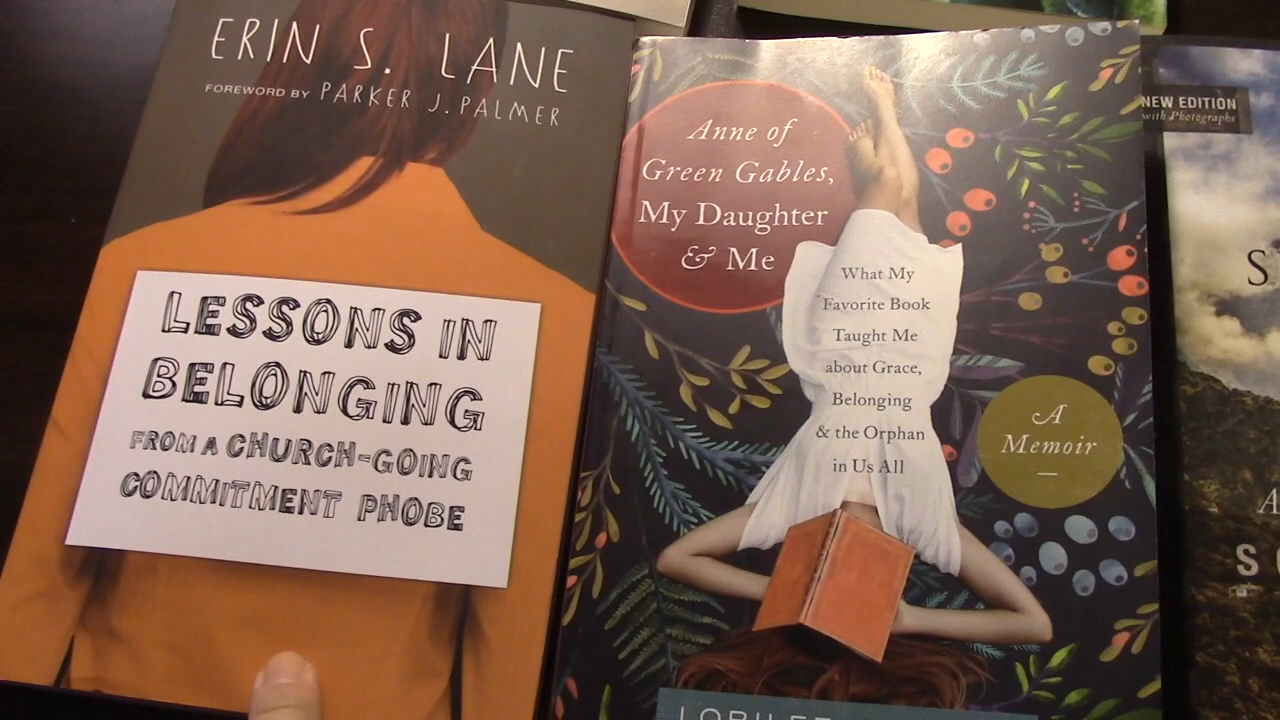 ERIN S. LANE
FOREWORD BY PARKER J. PALMER
LESSONS IN
BELONGING
FROM A CHURCH-GOING
COMMITMENT PHOBE
Anne of
Green Gables,
My Daughter
& Me
What My
Favorite Book
Taught Me
about Grace,
Belonging
& the Orphan
in Us All
A
Memoir
NEW EDITION
with Photographs